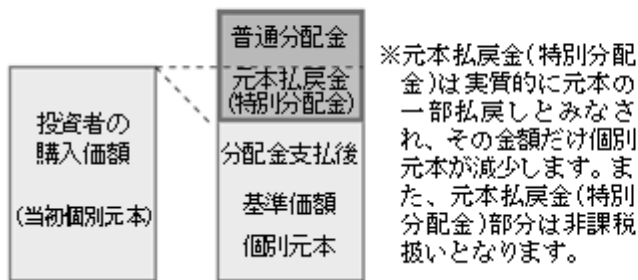 投資者の
購入価額
(当初個別元本)
普通分配金
元本払戻金
(特別分配金)
分配金支払後
基準価額
個別元本
※元本払戻金(特別分配
金)は実質的に元本の
一部払戻しとみなさ
れ、その金額だけ個別
元本が減少します。ま
た、元本払戻金(特別
分配金)部分は非課税
扱いとなります。